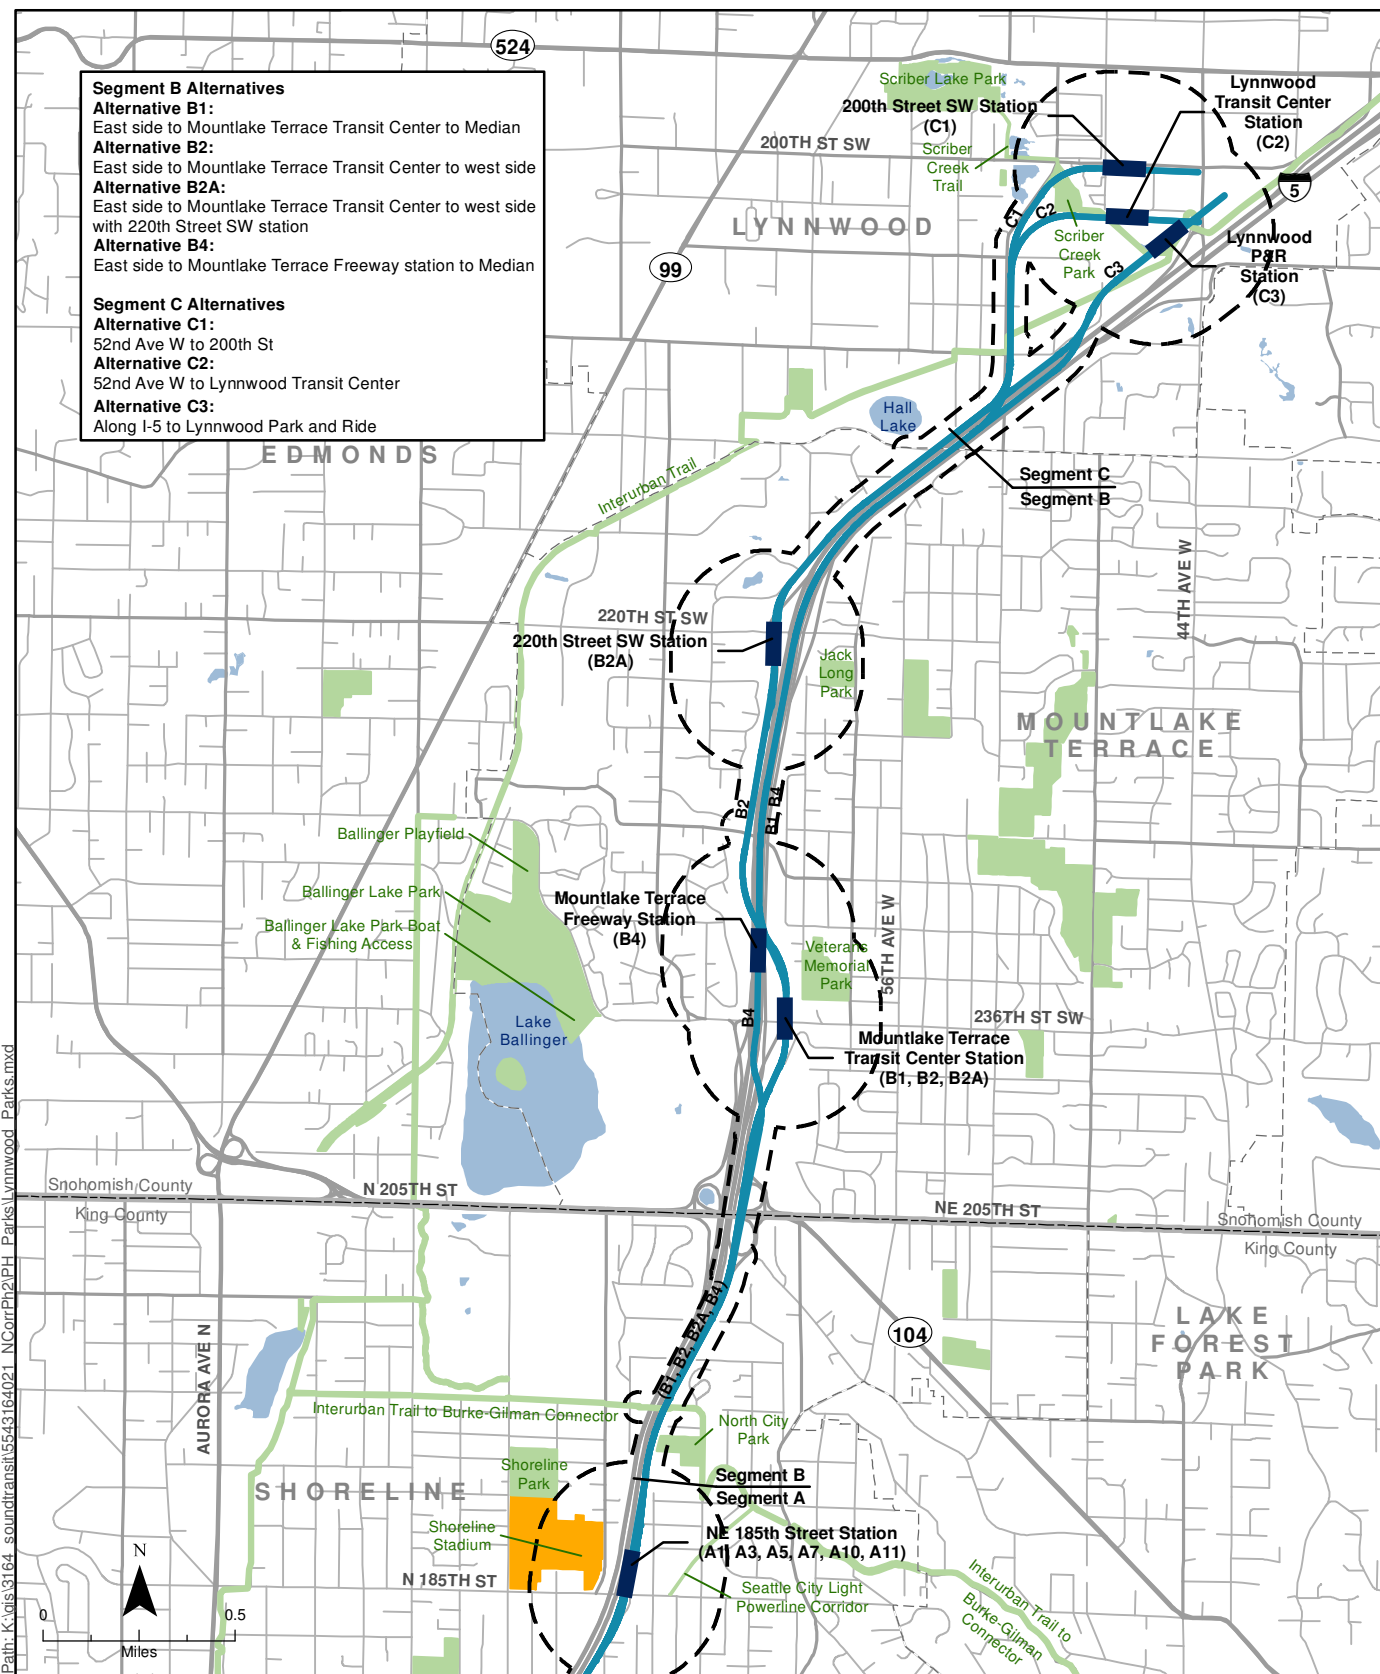 524
Segment B Alternatives
Alternative B1:
East side to Mountlake Terrace Transit Center to Median
Alternative B2:
East side to Mountlake Terrace Transit Center to west side
Alternative B2A:
East side to Mountlake Terrace Transit Center to west side
with 220th Street SW station
Alternative B4:
East side to Mountlake Terrace Freeway station to Median
Segment C Alternatives
Alternative C1:
52nd Ave W to 200th St
Alternative C2:
52nd Ave W to Lynnwood Transit Center
Alternative C3:
Along I-5 to Lynnwood Park and Ride
Scriber Lake Park
200th Street SW Station
(C1)
Lynnwood
Transit Center
Station
(C2)
200TH ST SW
Scriber
Creek
Trail
5
LYNNWOOD
C1
C2
Scriber
Creek
Park
C3
Lynnwood
P&R
Station
(C3)
99
Hall
Lake
EDMONDS
Interurban Trail
Segment C
Segment B
44TH AVE W
220TH ST SW
220th Street SW Station
(B2A)
Jack
Long
Park
MOUNTLAKE
TERRACE
B2
B1, B4
Ballinger Playfield
Ballinger Lake Park
Ballinger Lake Park Boat
& Fishing Access
Mountlake Terrace
Freeway Station
(B4)
56TH AVE W
Veterans
Memorial
Park
Lake
Ballinger
B4
236TH ST SW
Mountlake Terrace
Transit Center Station
(B1, B2, B2A)
Snohomish County
King County
N 205TH ST
NE 205TH ST
Snohomish County
King County
(B1, B2, B2A, B4)
104
LAKE
FOREST
PARK
AURORA AVE N
Interurban Trail to Burke-Gilman Connector
North City
Park
Shoreline
Park
Segment B
Segment A
SHORELINE
Shoreline
Stadium
NE 185th Street Station
(A1, A3, A5, A7, A10, A11)
N 185TH ST
Seattle City Light
Powerline Corridor
Interurban Trail to
Burke-Gilman
Connector
N
0
0.5
Miles
Path: K:\gis\3164_soundtransit\5543164021_NCorrPh2\PH_Parks\Lynnwood_Parks.mxd